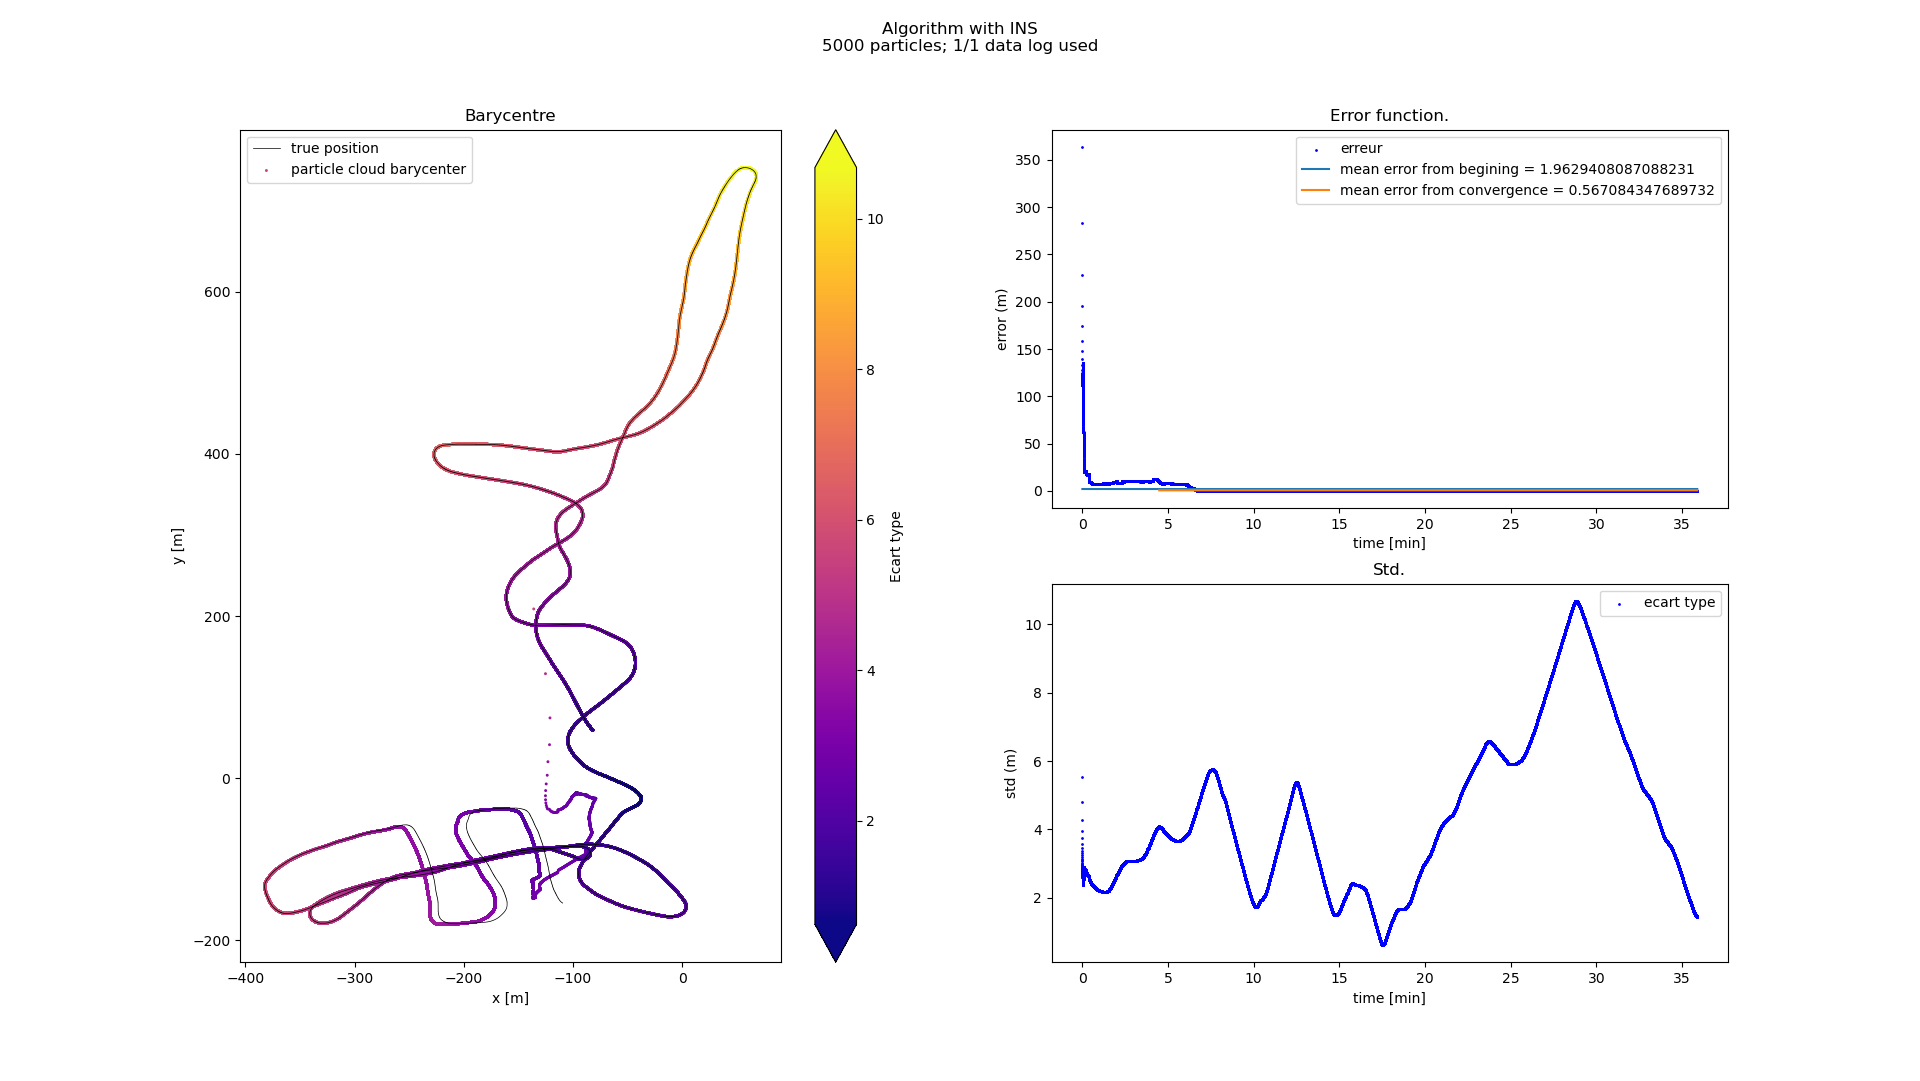 Algorithm with INS
5000 particles; 1/1 data log used
Barycentre
true position
particle cloud barycenter
y [m]
600
400
200
0
−200
−400
−300
−200
−100
0
x [m]
10
8
6
4
2
Ecart type
Error function.
erreur
mean error from begining = 1.9629408087088231
mean error from convergence = 0.567084347689732
error (m)
350
300
250
200
150
100
50
0
0
5
10
15
20
25
30
35
time [min]
Std.
ecart type
std (m)
10
8
6
4
2
0
5
10
15
20
25
30
35
time [min]